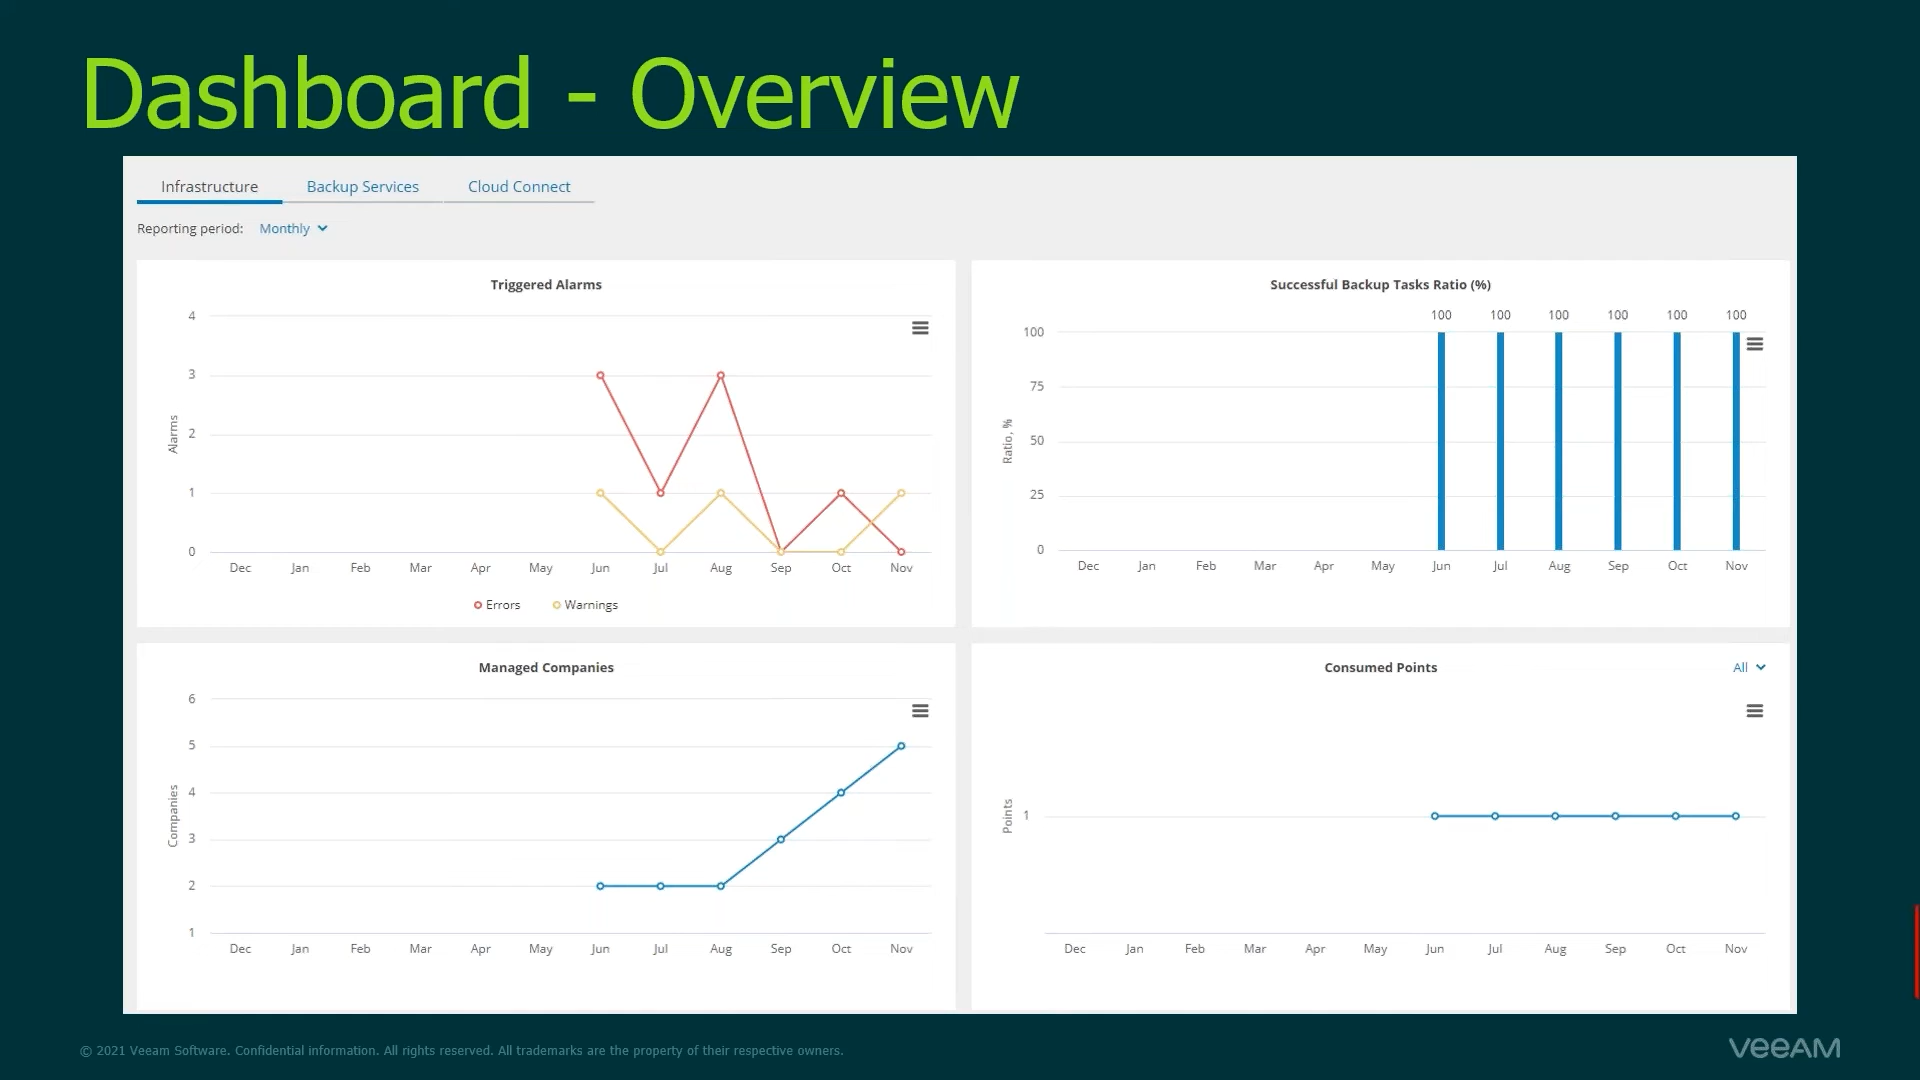 Dashboard - Overview
Infrastructure Backup Services Cloud Connect
Reporting period: Monthly
Triggered Alarms
4
3
2
1
0
Alarms
Dec Jan Feb Mar Apr May Jun Jul Aug Sep Oct Nov
Errors Warnings
Successful Backup Tasks Ratio (%)
100 100 100 100 100 100
100
75
50
25
0
Ratio, %
Dec Jan Feb Mar Apr May Jun Jul Aug Sep Oct Nov
Managed Companies
6
5
4
3
2
1
Companies
Dec Jan Feb Mar Apr May Jun Jul Aug Sep Oct Nov
Consumed Points
All
1
Points
Dec Jan Feb Mar Apr May Jun Jul Aug Sep Oct Nov
© 2021 Veeam Software. Confidential information. All rights reserved. All trademarks are the property of their respective owners.
veeAM